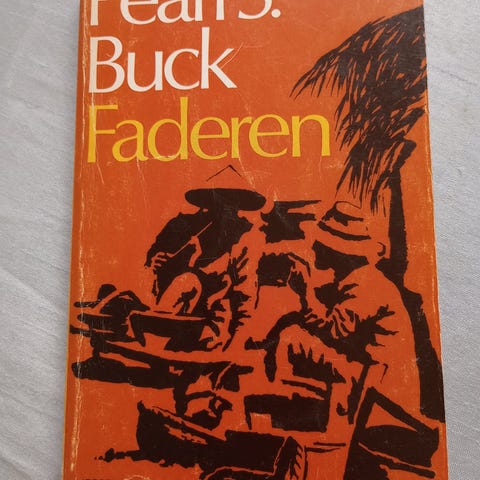 Pearl S.
Buck
Faderen